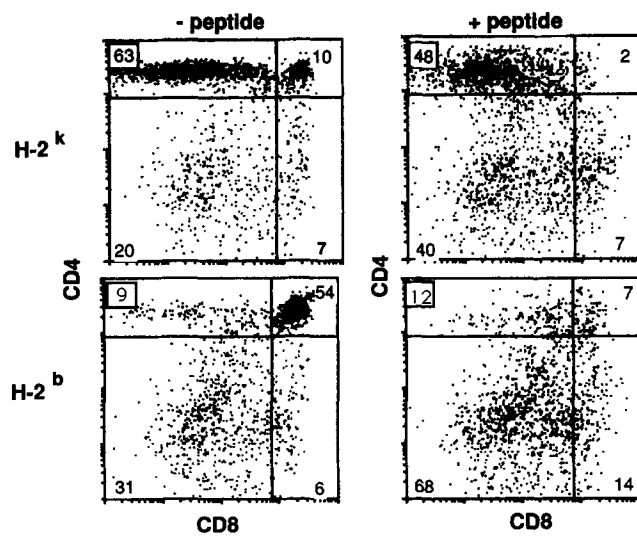 - peptide + peptide
63 10 48 2
H-2 k
20 7 40 7
CD4 CD4
9 54 12 7
H-2 b
31 6 68 14
CD8 CD8